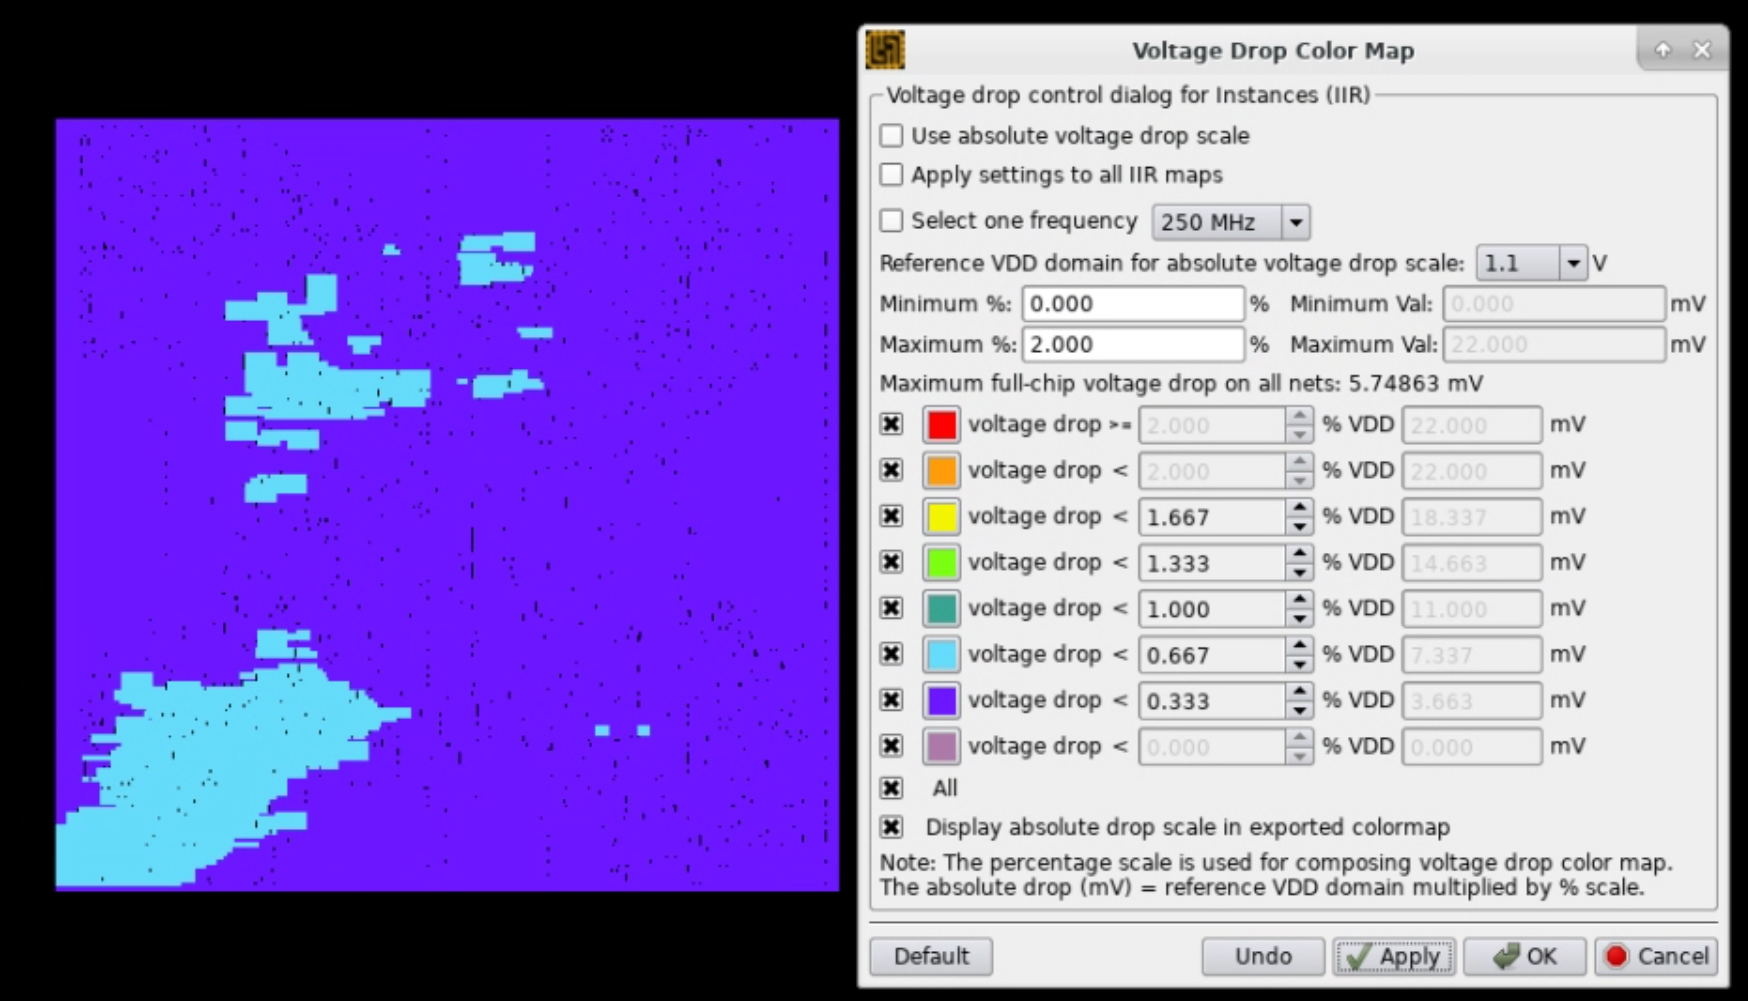 Voltage Drop Color Map
Voltage drop control dialog for Instances (IIR)
Use absolute voltage drop scale
Apply settings to all IIR maps
Select one frequency 250 MHz
Reference VDD domain for absolute voltage drop scale: 1.1 V
Minimum %: 0.000 % Minimum Val: 0.000 mV
Maximum %: 2.000 % Maximum Val: 22.000 mV
Maximum full-chip voltage drop on all nets: 5.74863 mV
voltage drop >= 2.000 % VDD 22.000 mV
voltage drop < 2.000 % VDD 22.000 mV
voltage drop < 1.667 % VDD 18.337 mV
voltage drop < 1.333 % VDD 14.663 mV
voltage drop < 1.000 % VDD 11.000 mV
voltage drop < 0.667 % VDD 7.337 mV
voltage drop < 0.333 % VDD 3.663 mV
voltage drop < 0.000 % VDD 0.000 mV
All
Display absolute drop scale in exported colormap
Note: The percentage scale is used for composing voltage drop color map.
The absolute drop (mV) = reference VDD domain multiplied by % scale.
Default Undo Apply OK Cancel